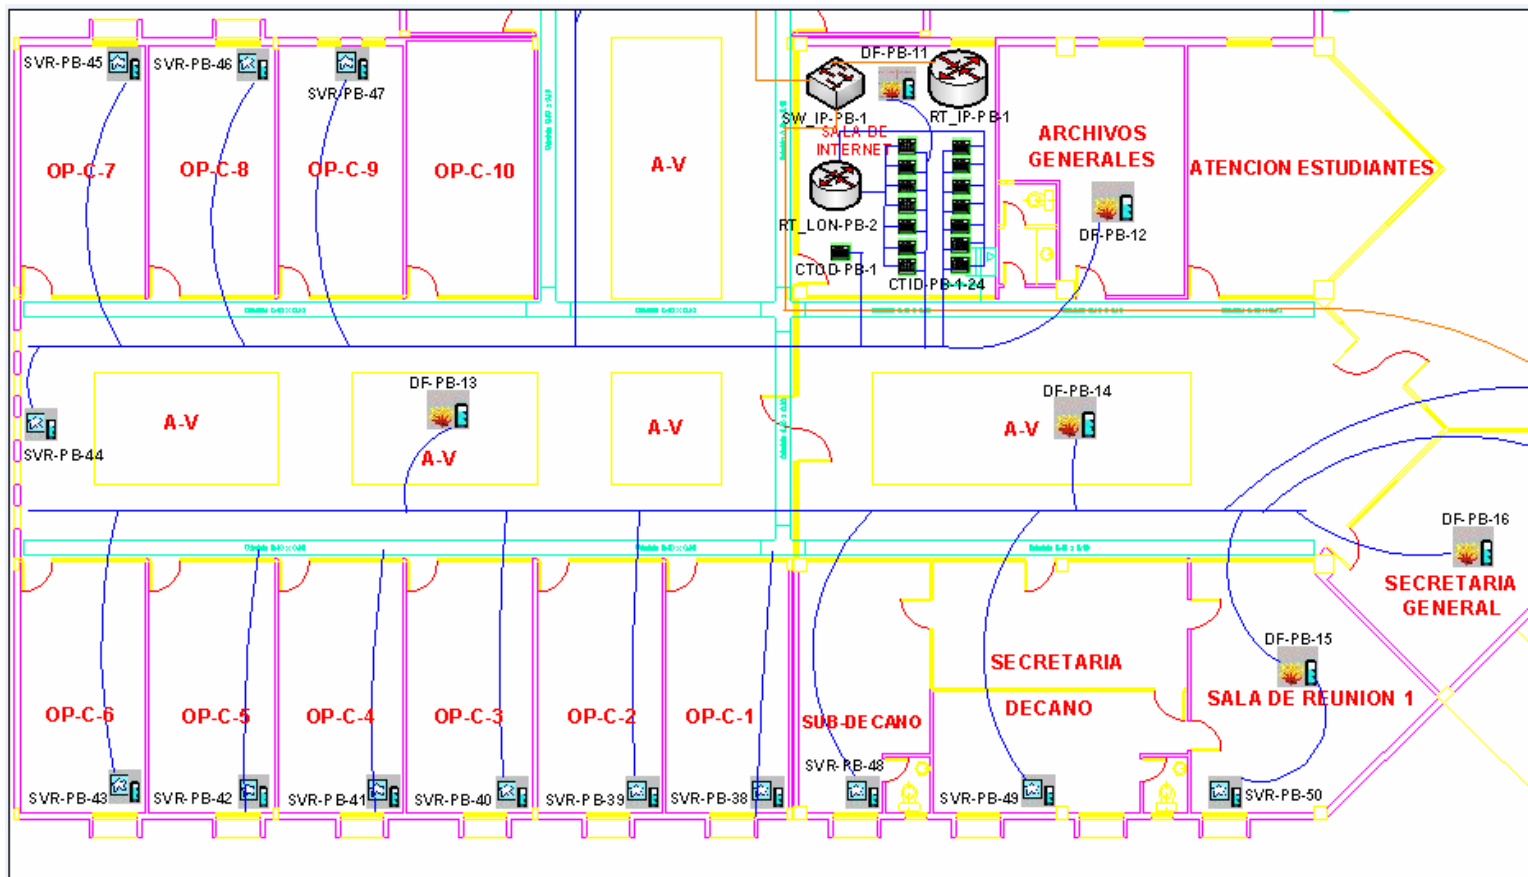 SVR-PB-45
SVR-PB-46
SVR-PB-47
DF-PB-11
SW_IP-PB-1
RT_IP-PB-1
SALA DE
INTERNET
ARCHIVOS
GENERALES
ATENCION ESTUDIANTES
OP-C-7
OP-C-8
OP-C-9
OP-C-10
A-V
RT_LON-PB-2
DF-PB-12
CTOD-PB-1
CTID-PB-1-24
DF-PB-13
DF-PB-14
A-V
A-V
A-V
A-V
SVR-PB-44
DF-PB-16
SECRETARIA
GENERAL
DF-PB-15
SECRETARIA
SALA DE REUNION 1
OP-C-6
OP-C-5
OP-C-4
OP-C-3
OP-C-2
OP-C-1
SUB-DECANO
DECANO
SVR-PB-48
SVR-PB-43
SVR-PB-42
SVR-PB-41
SVR-PB-40
SVR-PB-39
SVR-PB-38
SVR-PB-49
SVR-PB-50